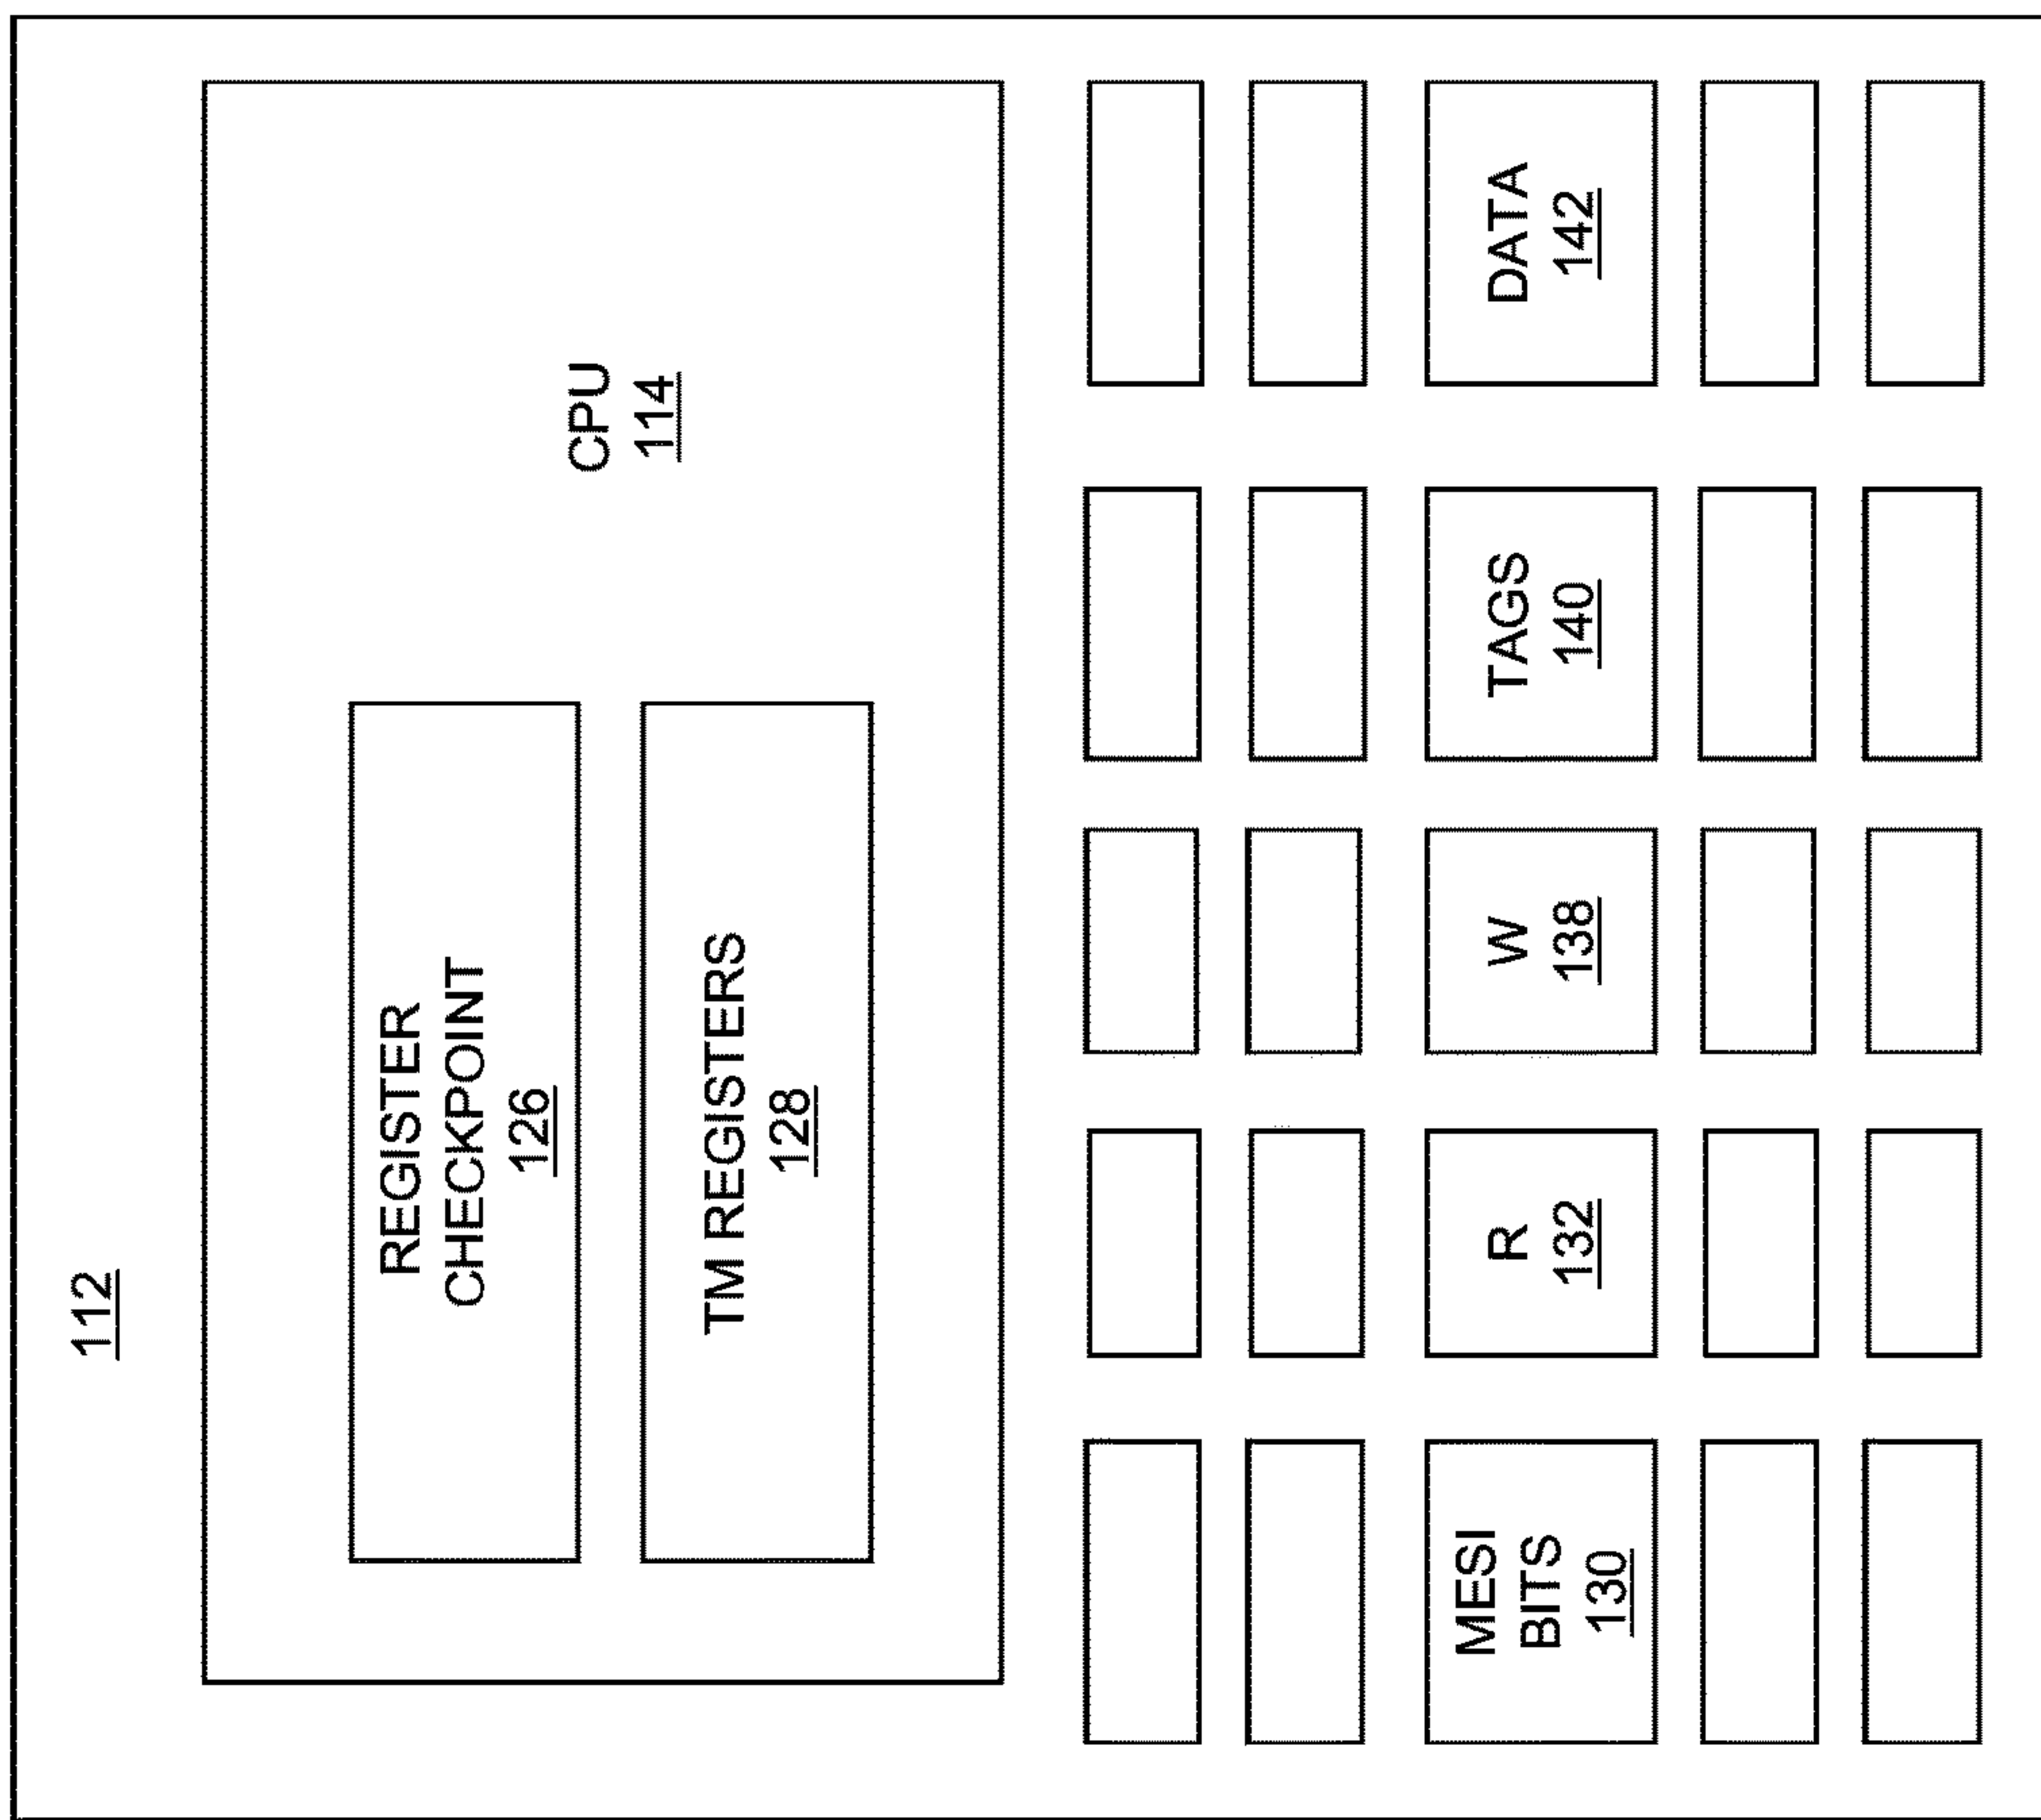 112
REGISTER
CHECKPOINT
126
TM REGISTERS
128
CPU
114
MESI
BITS
130
R
132
W
138
TAGS
140
DATA
142